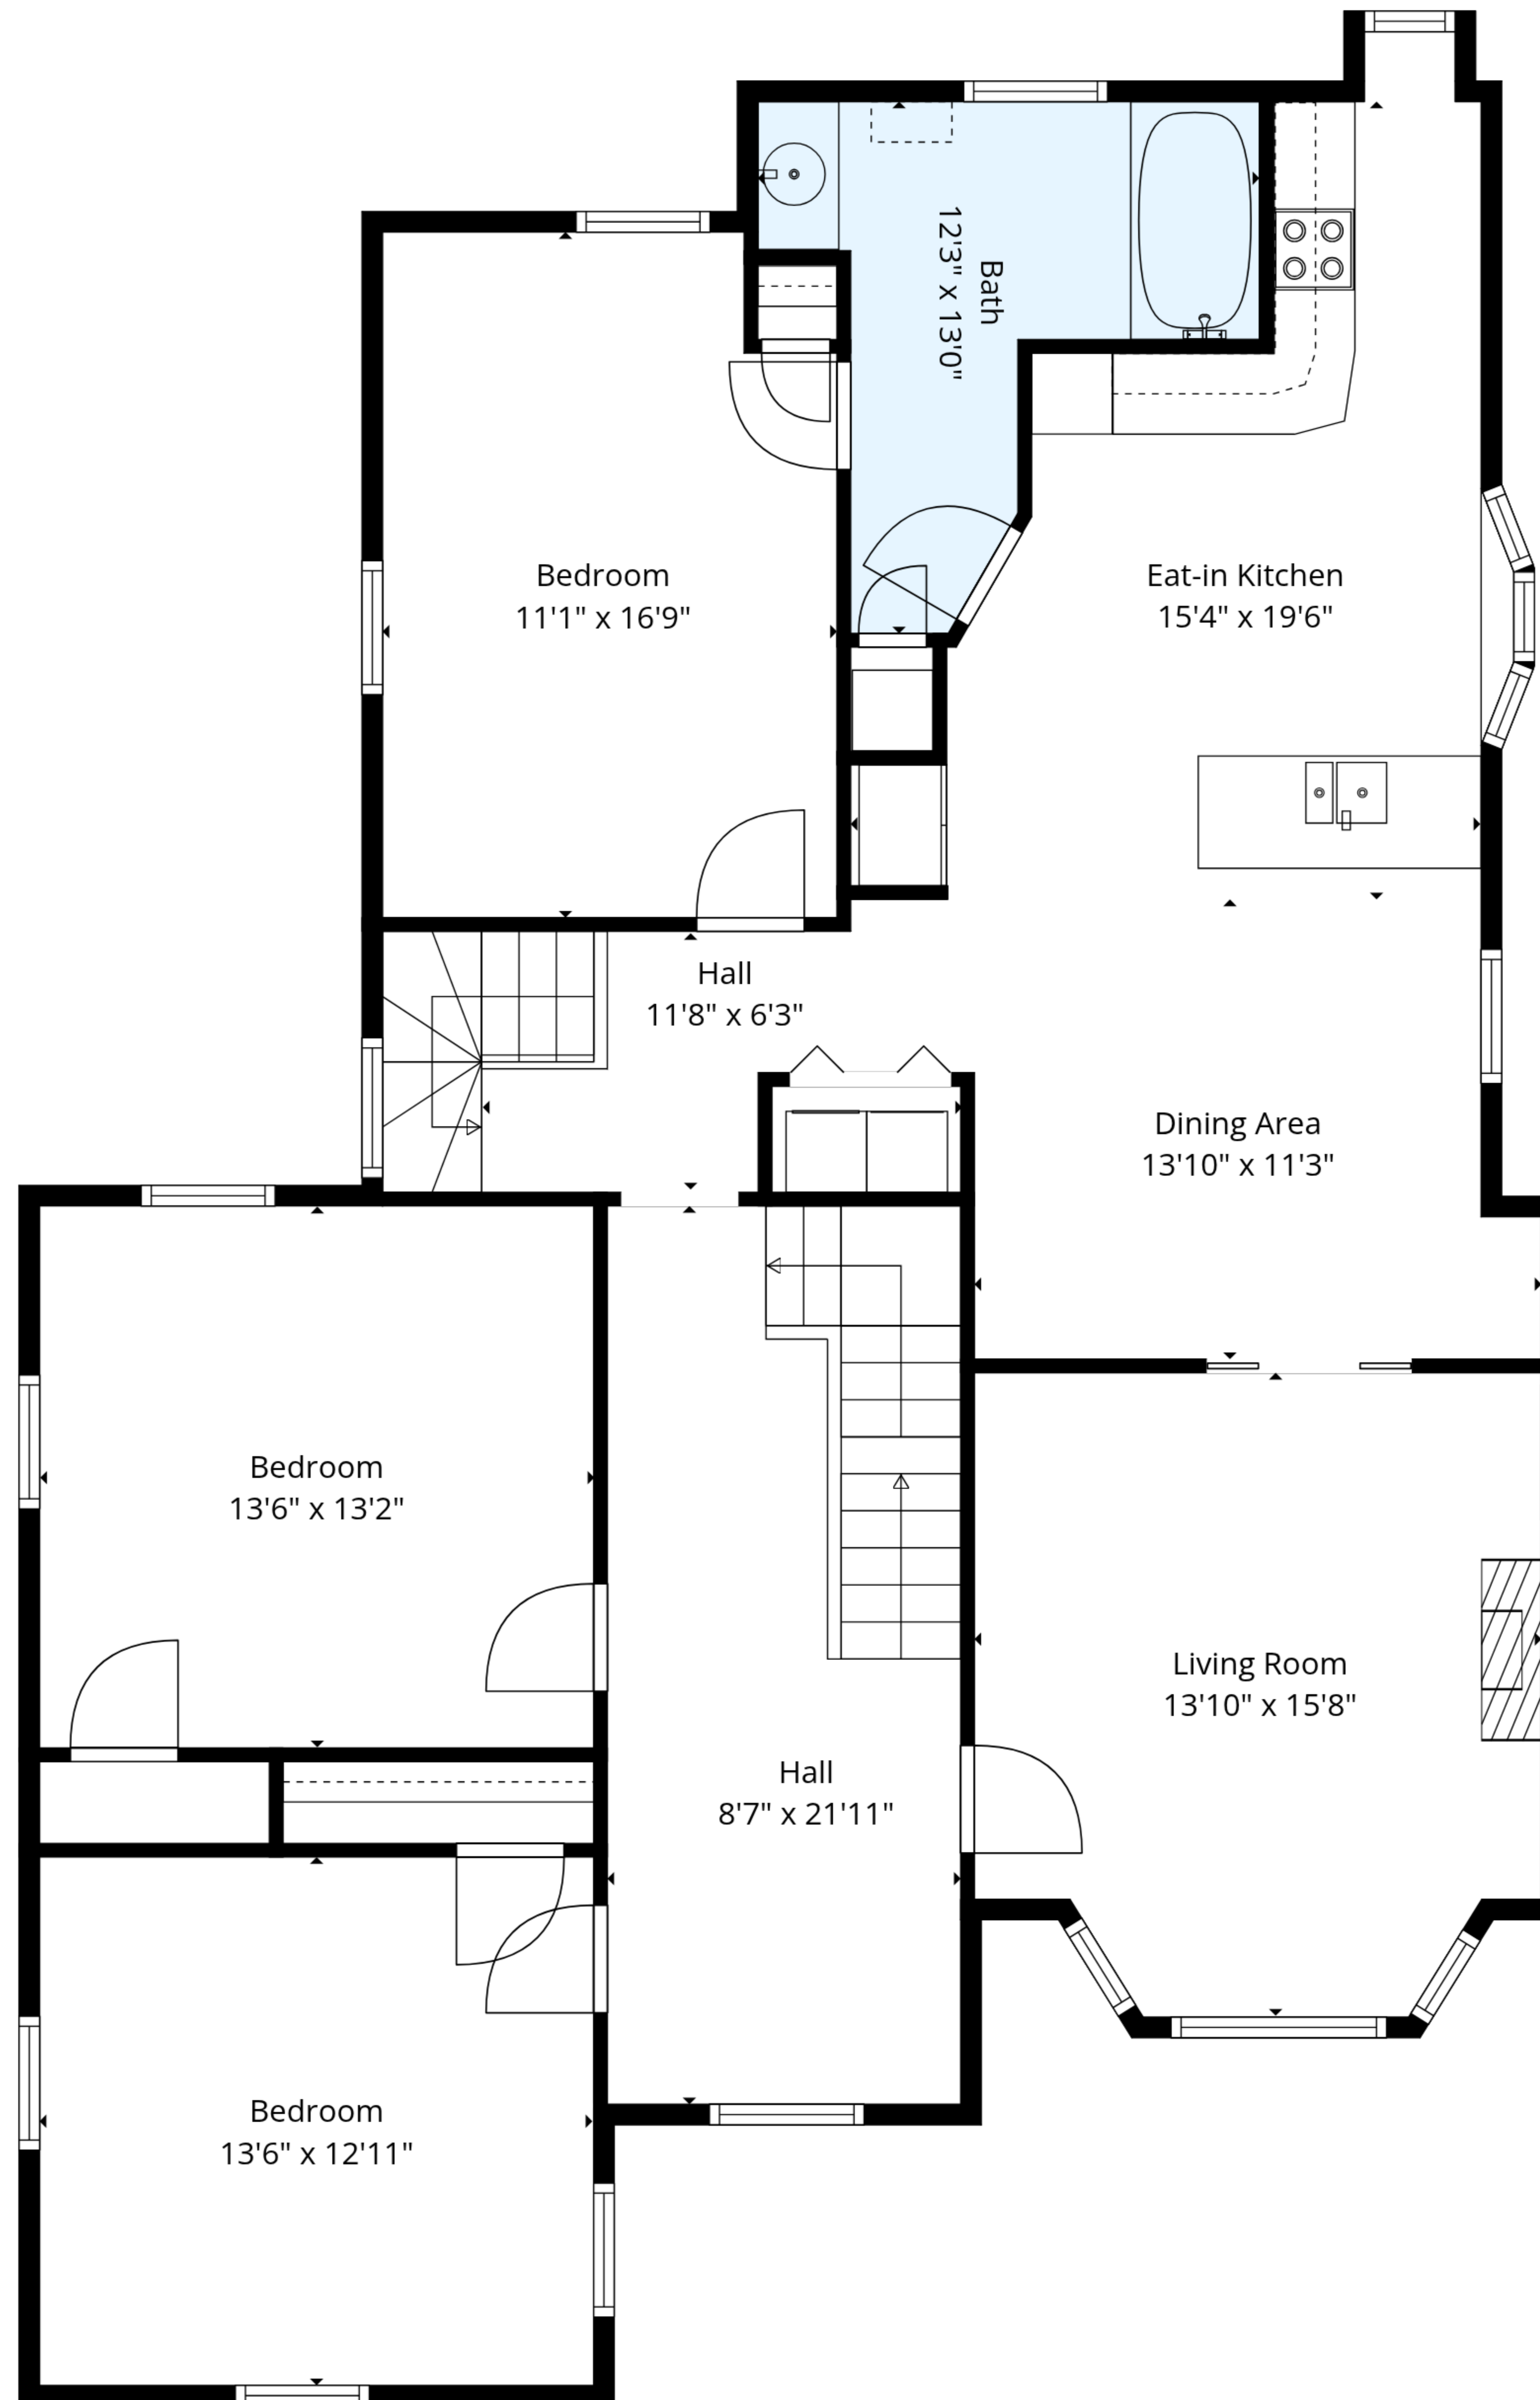 Bath
12'3" x 13'0"
Bedroom
11'1" x 16'9"
Eat-in Kitchen
15'4" x 19'6"
Hall
11'8" x 6'3"
Dining Area
13'10" x 11'3"
Bedroom
13'6" x 13'2"
Living Room
13'10" x 15'8"
Hall
8'7" x 21'11"
Bedroom
13'6" x 12'11"